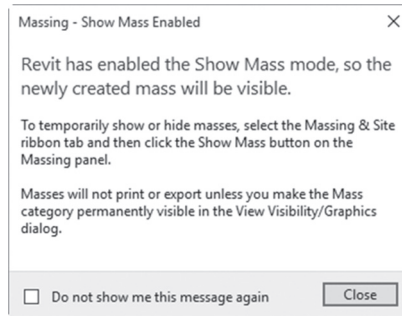 Massing - Show Mass Enabled
Revit has enabled the Show Mass mode, so the
newly created mass will be visible.
To temporarily show or hide masses, select the Massing & Site
ribbon tab and then click the Show Mass button on the
Massing panel.
Masses will not print or export unless you make the Mass
category permanently visible in the View Visibility/Graphics
dialog.
Do not show me this message again
Close